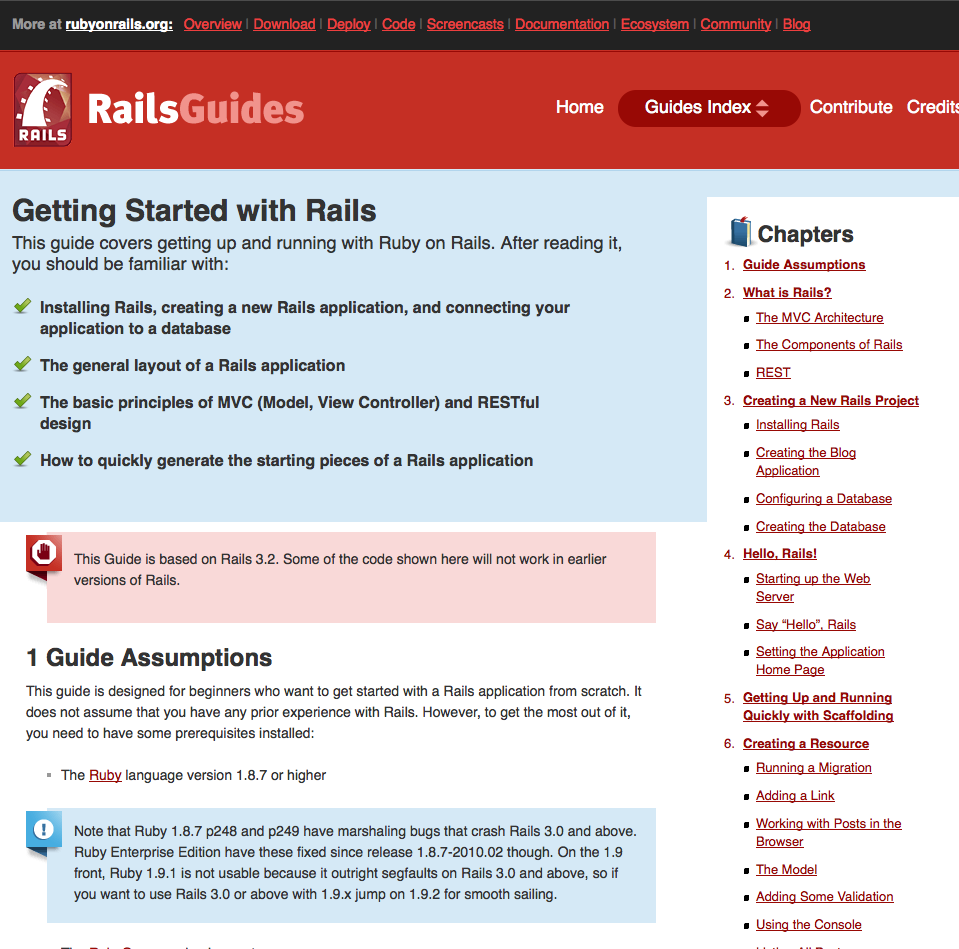 More at rubyonrails.org: Overview | Download | Deploy | Code | Screencasts | Documentation | Ecosystem | Community | Blog
RAILS
RailsGuides
Home Guides Index Contribute Credits
Getting Started with Rails
This guide covers getting up and running with Ruby on Rails. After reading it,
you should be familiar with:
Installing Rails, creating a new Rails application, and connecting your
application to a database
The general layout of a Rails application
The basic principles of MVC (Model, View Controller) and RESTful
design
How to quickly generate the starting pieces of a Rails application
This Guide is based on Rails 3.2. Some of the code shown here will not work in earlier
versions of Rails.
1 Guide Assumptions
This guide is designed for beginners who want to get started with a Rails application from scratch. It
does not assume that you have any prior experience with Rails. However, to get the most out of it,
you need to have some prerequisites installed:
The Ruby language version 1.8.7 or higher
Note that Ruby 1.8.7 p248 and p249 have marshaling bugs that crash Rails 3.0 and above.
Ruby Enterprise Edition have these fixed since release 1.8.7-2010.02 though. On the 1.9
front, Ruby 1.9.1 is not usable because it outright segfaults on Rails 3.0 and above, so if
you want to use Rails 3.0 or above with 1.9.x jump on 1.9.2 for smooth sailing.
Chapters
1. Guide Assumptions
2. What is Rails?
The MVC Architecture
The Components of Rails
REST
3. Creating a New Rails Project
Installing Rails
Creating the Blog
Application
Configuring a Database
Creating the Database
4. Hello, Rails!
Starting up the Web
Server
Say “Hello”, Rails
Setting the Application
Home Page
5. Getting Up and Running
Quickly with Scaffolding
6. Creating a Resource
Running a Migration
Adding a Link
Working with Posts in the
Browser
The Model
Adding Some Validation
Using the Console